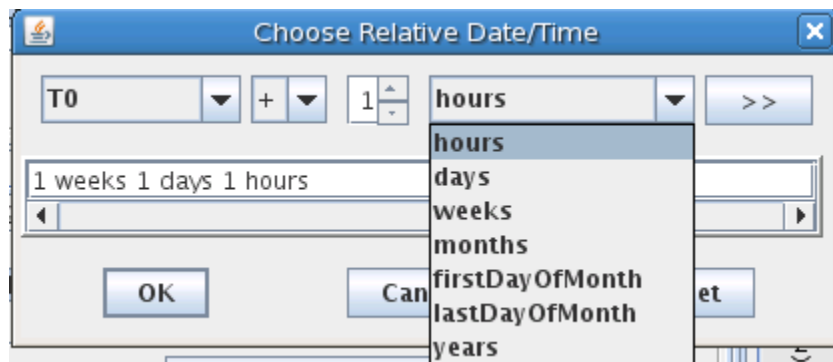 Choose Relative Date/Time
T0 + 1 hours >>
hours
1 weeks 1 days 1 hours
days
weeks
months
firstDayOfMonth
OK Can et
lastDayOfMonth
years